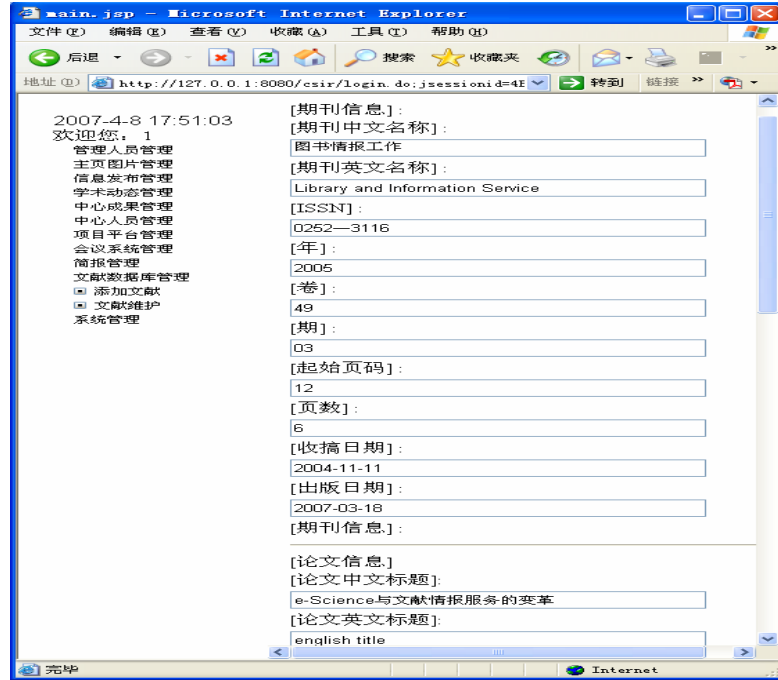 main.jsp - Microsoft Internet Explorer
文件(F) 编辑(E) 查看(V) 收藏(A) 工具(T) 帮助(H)
后退 搜索 收藏夹
地址(D) http://127.0.0.1:8080/csir/login.do;jsessionid=4E 转到 链接
2007-4-8 17:51:03
欢迎您: 1
管理人员管理
主页图片管理
信息发布管理
学术动态管理
中心成果管理
中心人员管理
项目平台管理
会议系统管理
简报管理
文献数据库管理
添加文献
文献维护
系统管理
[期刊信息]:
[期刊中文名称]:
图书情报工作
[期刊英文名称]:
Library and Information Service
[ISSN]:
0252—3116
[年]:
2005
[卷]:
49
[期]:
03
[起始页码]:
12
[页数]:
6
[收搞日期]:
2004-11-11
[出版日期]:
2007-03-18
[期刊信息]:
[论文信息]
[论文中文标题]:
e-Science与文献情报服务的变革
[论文英文标题]:
english title
完毕 Internet